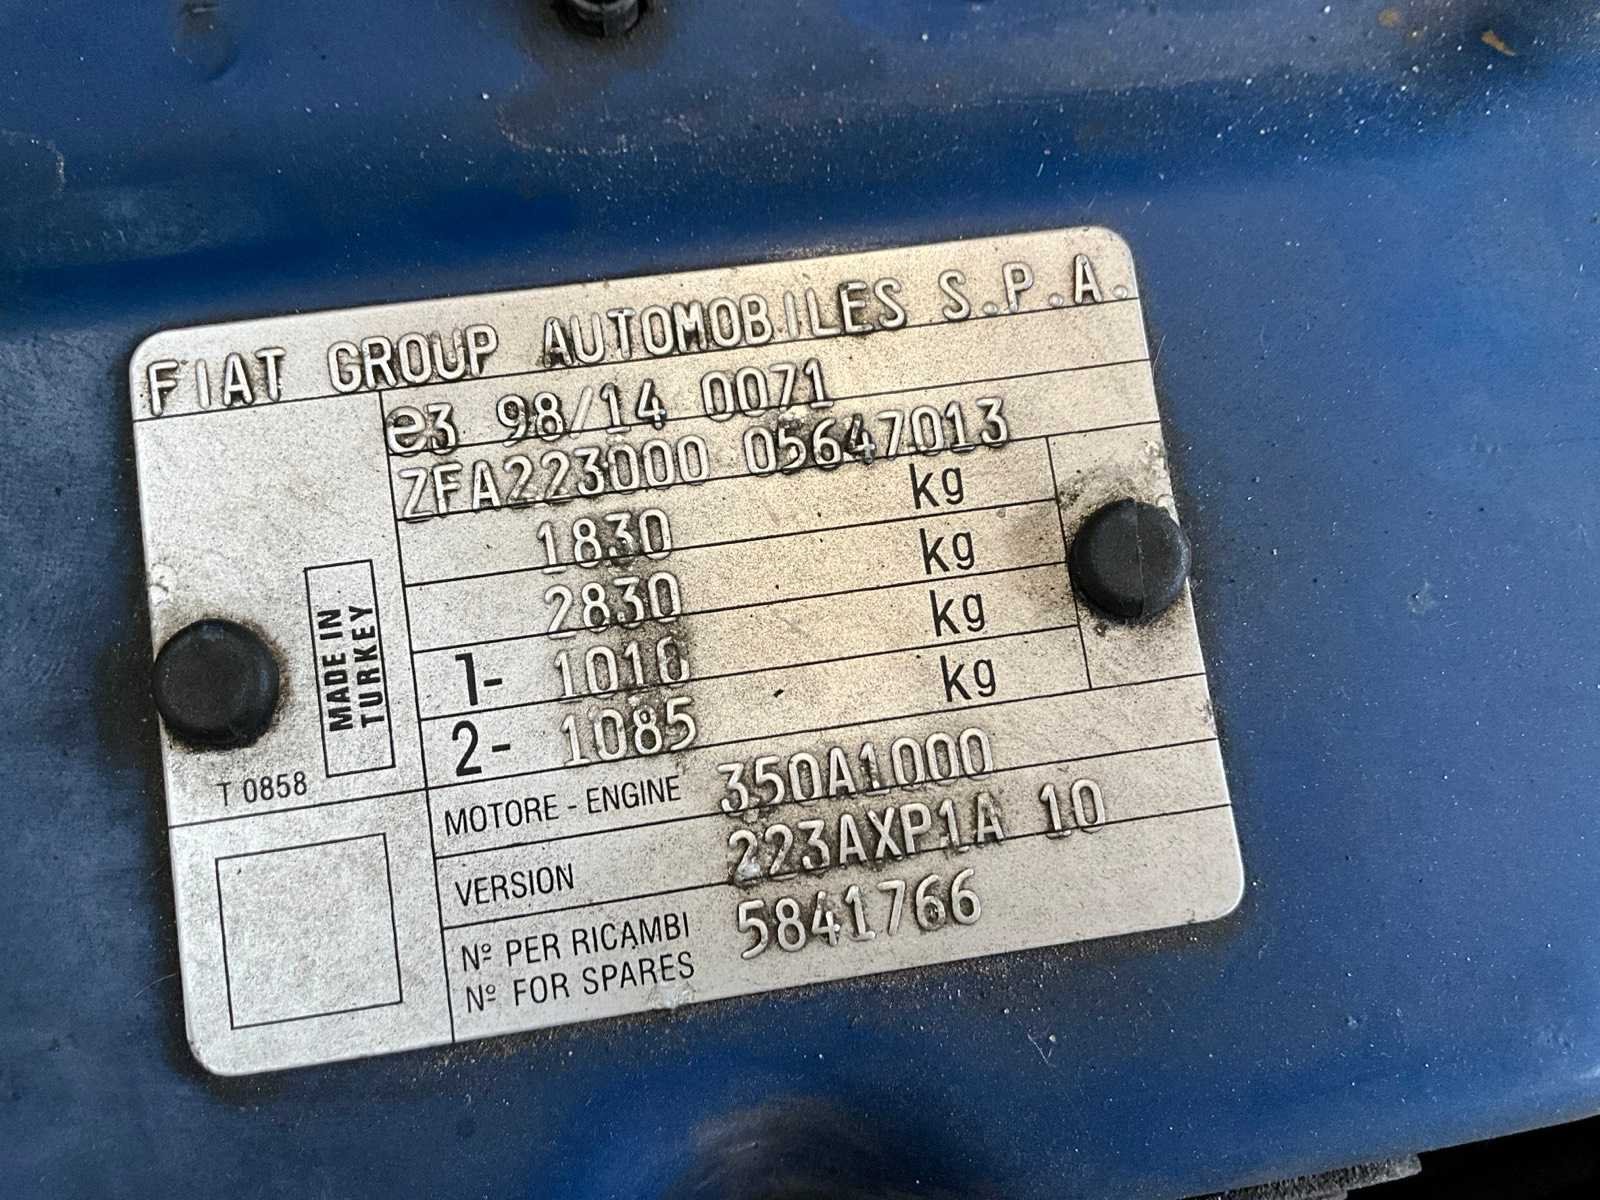 FIAT GROUP AUTOMOBILES S.P.A.
e3 98/14 0071
ZFA223000 05647013
1830 kg
2830 kg
1- 1010 kg
2- 1085 kg
MADE IN
TURKEY
T 0858
MOTORE - ENGINE 350A1000
VERSION 223AXP1A 10
Nº PER RICAMBI
Nº FOR SPARES 5841766